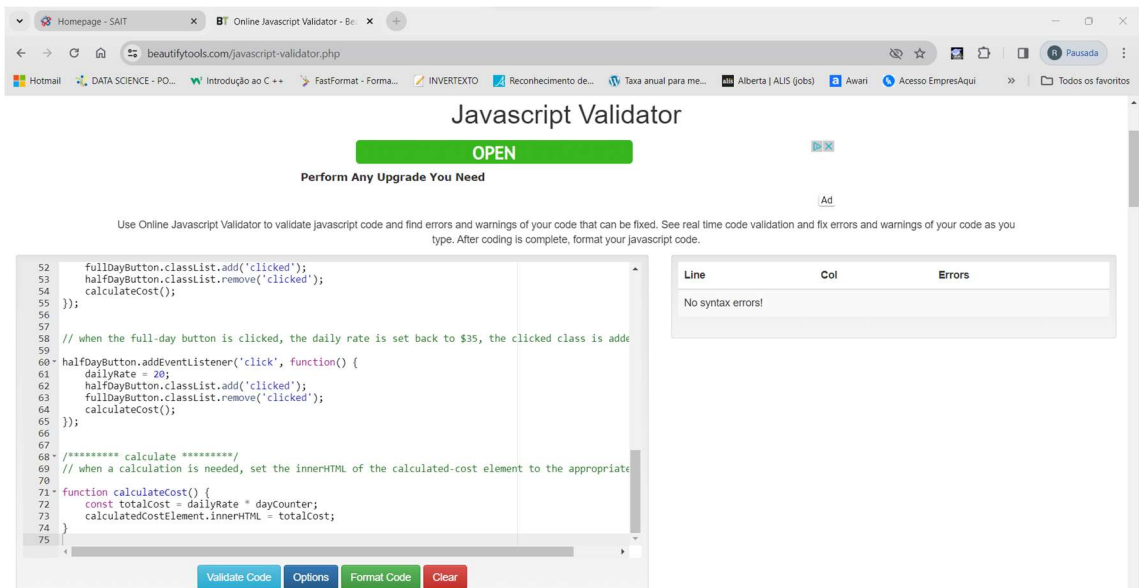 Homepage - SAIT
BT Online Javascript Validator - Be
beautifytools.com/javascript-validator.php
R Pausada
Hotmail DATA SCIENCE - PO... Introdução ao C ++ FastFormat - Forma... INVERTEXTO Reconhecimento de... Taxa anual para me... alis Alberta | ALIS (jobs) a Awari Acesso EmpresAqui » Todos os favoritos
Javascript Validator
OPEN
Perform Any Upgrade You Need
Ad
Use Online Javascript Validator to validate javascript code and find errors and warnings of your code that can be fixed. See real time code validation and fix errors and warnings of your code as you
type. After coding is complete, format your javascript code.
52 fullDayButton.classList.add('clicked');
53 halfDayButton.classList.remove('clicked');
54 calculateCost();
55 });
56
57
58 // when the full-day button is clicked, the daily rate is set back to $35, the clicked class is adde
59
60 halfDayButton.addEventListener('click', function() {
61 dailyRate = 20;
62 halfDayButton.classList.add('clicked');
63 fullDayButton.classList.remove('clicked');
64 calculateCost();
65 });
66
67
68 /********* calculate *********/
69 // when a calculation is needed, set the innerHTML of the calculated-cost element to the appropriate
70
71 function calculateCost() {
72 const totalCost = dailyRate * dayCounter;
73 calculatedCostElement.innerHTML = totalCost;
74 }
75
Line Col Errors
No syntax errors!
Validate Code Options Format Code Clear